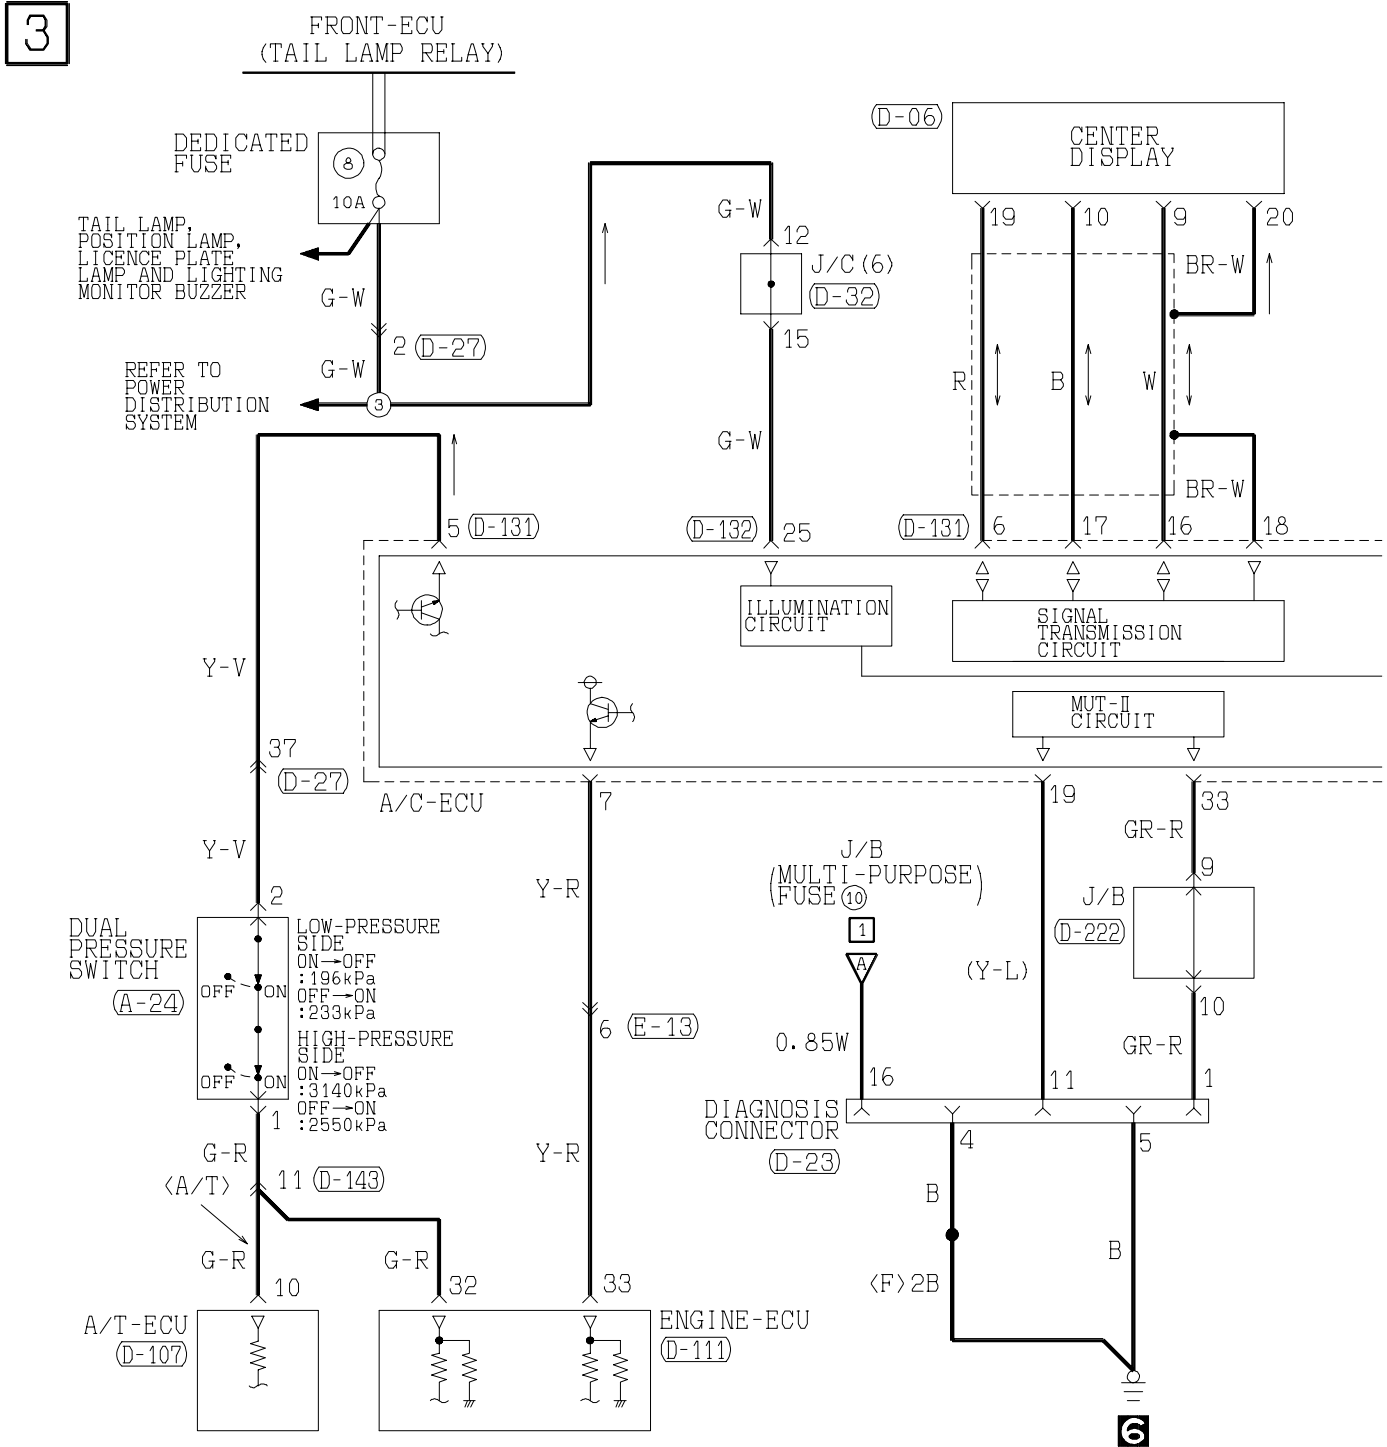 3
FRONT-ECU
(TAIL LAMP RELAY)
DEDICATED
FUSE
8
10A
TAIL LAMP,
POSITION LAMP,
LICENCE PLATE
LAMP AND LIGHTING
MONITOR BUZZER
G-W
2 D-27
G-W
REFER TO
POWER
DISTRIBUTION
SYSTEM
3
G-W
12
J/C(6)
D-32
15
G-W
D-06
CENTER
DISPLAY
19
10
9
20
BR-W
R
B
W
BR-W
5 D-131
D-132 25
D-131 6
17
16
18
ILLUMINATION
CIRCUIT
SIGNAL
TRANSMISSION
CIRCUIT
MUT-II
CIRCUIT
Y-V
37
D-27
A/C-ECU
7
19
33
GR-R
Y-V
Y-R
J/B
(MULTI-PURPOSE)
FUSE 10
1
A
9
J/B
D-222
2
DUAL
PRESSURE
SWITCH
A-24
OFF ON
OFF ON
LOW-PRESSURE
SIDE
ON→OFF
:196kPa
OFF→ON
:233kPa
HIGH-PRESSURE
SIDE
ON→OFF
:3140kPa
OFF→ON
:2550kPa
(Y-L)
10
6 E-13
0.85W
GR-R
16
11
1
1
DIAGNOSIS
CONNECTOR
D-23
4
5
G-R
Y-R
11 D-143
<A/T>
B
B
G-R
10
G-R
32
33
<F>2B
A/T-ECU
D-107
ENGINE-ECU
D-111
6